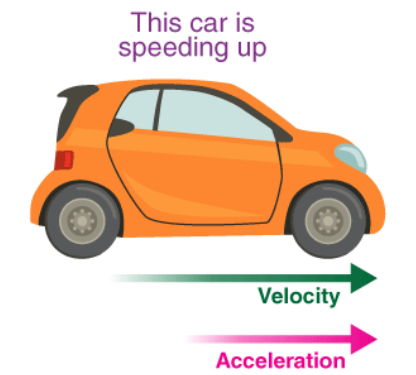 This car is
speeding up
Velocity
Acceleration